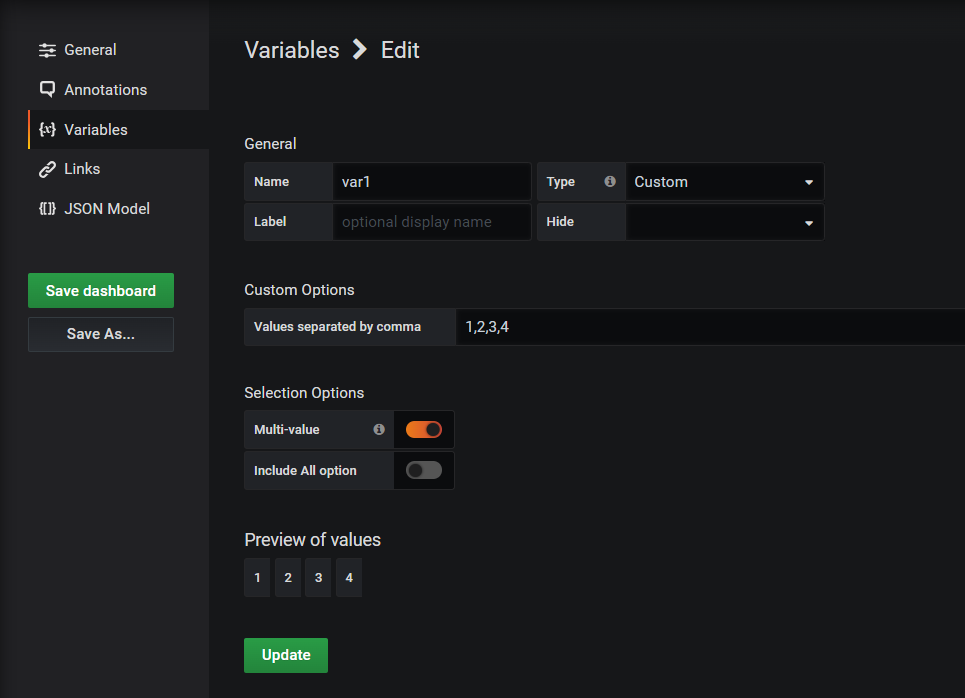 General
Annotations
Variables
Links
JSON Model
Save dashboard
Save As...
Variables > Edit
General
Name var1 Type Custom
Label optional display name Hide
Custom Options
Values separated by comma 1,2,3,4
Selection Options
Multi-value
Include All option
Preview of values
1 2 3 4
Update